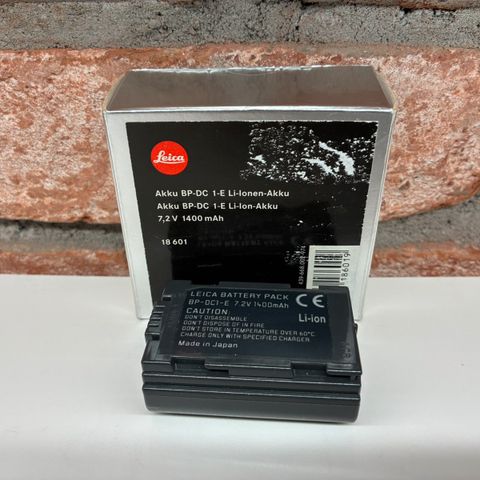 Leica
Akku BP-DC 1-E Li-Ionen-Akku
Akku BP-DC 1-E Li-Ion-Akku
7,2 V 1400 mAh
18 601
186019
LEICA BATTERY PACK
BP-DC1-E 7.2V 1400mAh
CAUTION:
DON'T DISASSEMBLE
DON'T DISPOSE OF IN FIRE
DON'T STORE IN TEMPERATURE OVER 60°C
CHARGE ONLY WITH SPECIFIED CHARGER
Made in Japan
CE
Li-ion